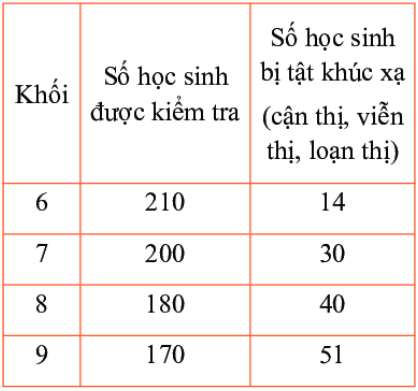 Khối
Số học sinh
được kiểm tra
Số học sinh
bị tật khúc xạ
(cận thị, viễn
thị, loạn thị)
6 210 14
7 200 30
8 180 40
9 170 51